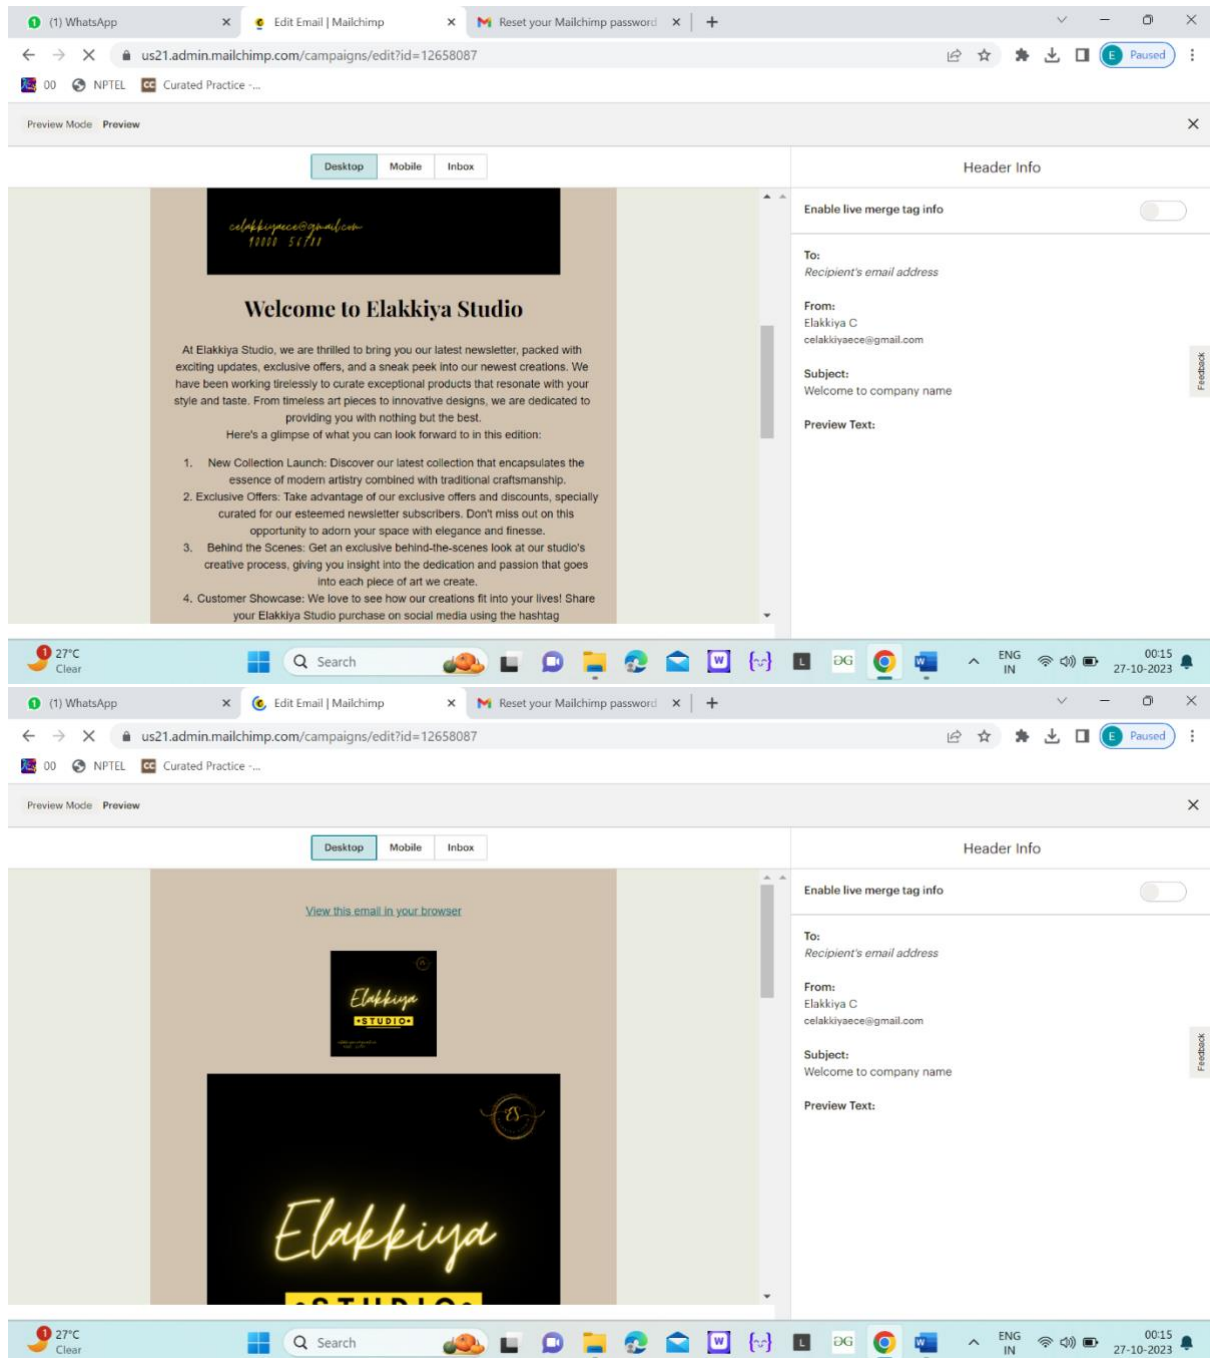 (1) WhatsApp
Edit Email | Mailchimp
Reset your Mailchimp password
us21.admin.mailchimp.com/campaigns/edit?id=12658087
Paused
00
NPTEL
Curated Practice -...
Preview Mode Preview
Desktop Mobile Inbox
Header Info
celakkiyaece@gmail.com
Welcome to Elakkiya Studio
At Elakkiya Studio, we are thrilled to bring you our latest newsletter, packed with
exciting updates, exclusive offers, and a sneak peek into our newest creations. We
have been working tirelessly to curate exceptional products that resonate with your
style and taste. From timeless art pieces to innovative designs, we are dedicated to
providing you with nothing but the best.
Here's a glimpse of what you can look forward to in this edition:
1. New Collection Launch: Discover our latest collection that encapsulates the
essence of modern artistry combined with traditional craftsmanship.
2. Exclusive Offers: Take advantage of our exclusive offers and discounts, specially
curated for our esteemed newsletter subscribers. Don't miss out on this
opportunity to adorn your space with elegance and finesse.
3. Behind the Scenes: Get an exclusive behind-the-scenes look at our studio's
creative process, giving you insight into the dedication and passion that goes
into each piece of art we create.
4. Customer Showcase: We love to see how our creations fit into your lives! Share
your Elakkiya Studio purchase on social media using the hashtag
Enable live merge tag info
To:
Recipient's email address
From:
Elakkiya C
celakkiyaece@gmail.com
Subject:
Welcome to company name
Preview Text:
Feedback
1
27°C
Clear
Search
ENG
IN
00:15
27-10-2023
(1) WhatsApp
Edit Email | Mailchimp
Reset your Mailchimp password
us21.admin.mailchimp.com/campaigns/edit?id=12658087
Paused
00
NPTEL
Curated Practice -...
Preview Mode Preview
Desktop Mobile Inbox
Header Info
View this email in your browser
Elakkiya
•STUDIO•
ES
Elakkiya
•STUDIO•
Enable live merge tag info
To:
Recipient's email address
From:
Elakkiya C
celakkiyaece@gmail.com
Subject:
Welcome to company name
Preview Text:
Feedback
1
27°C
Clear
Search
ENG
IN
00:15
27-10-2023